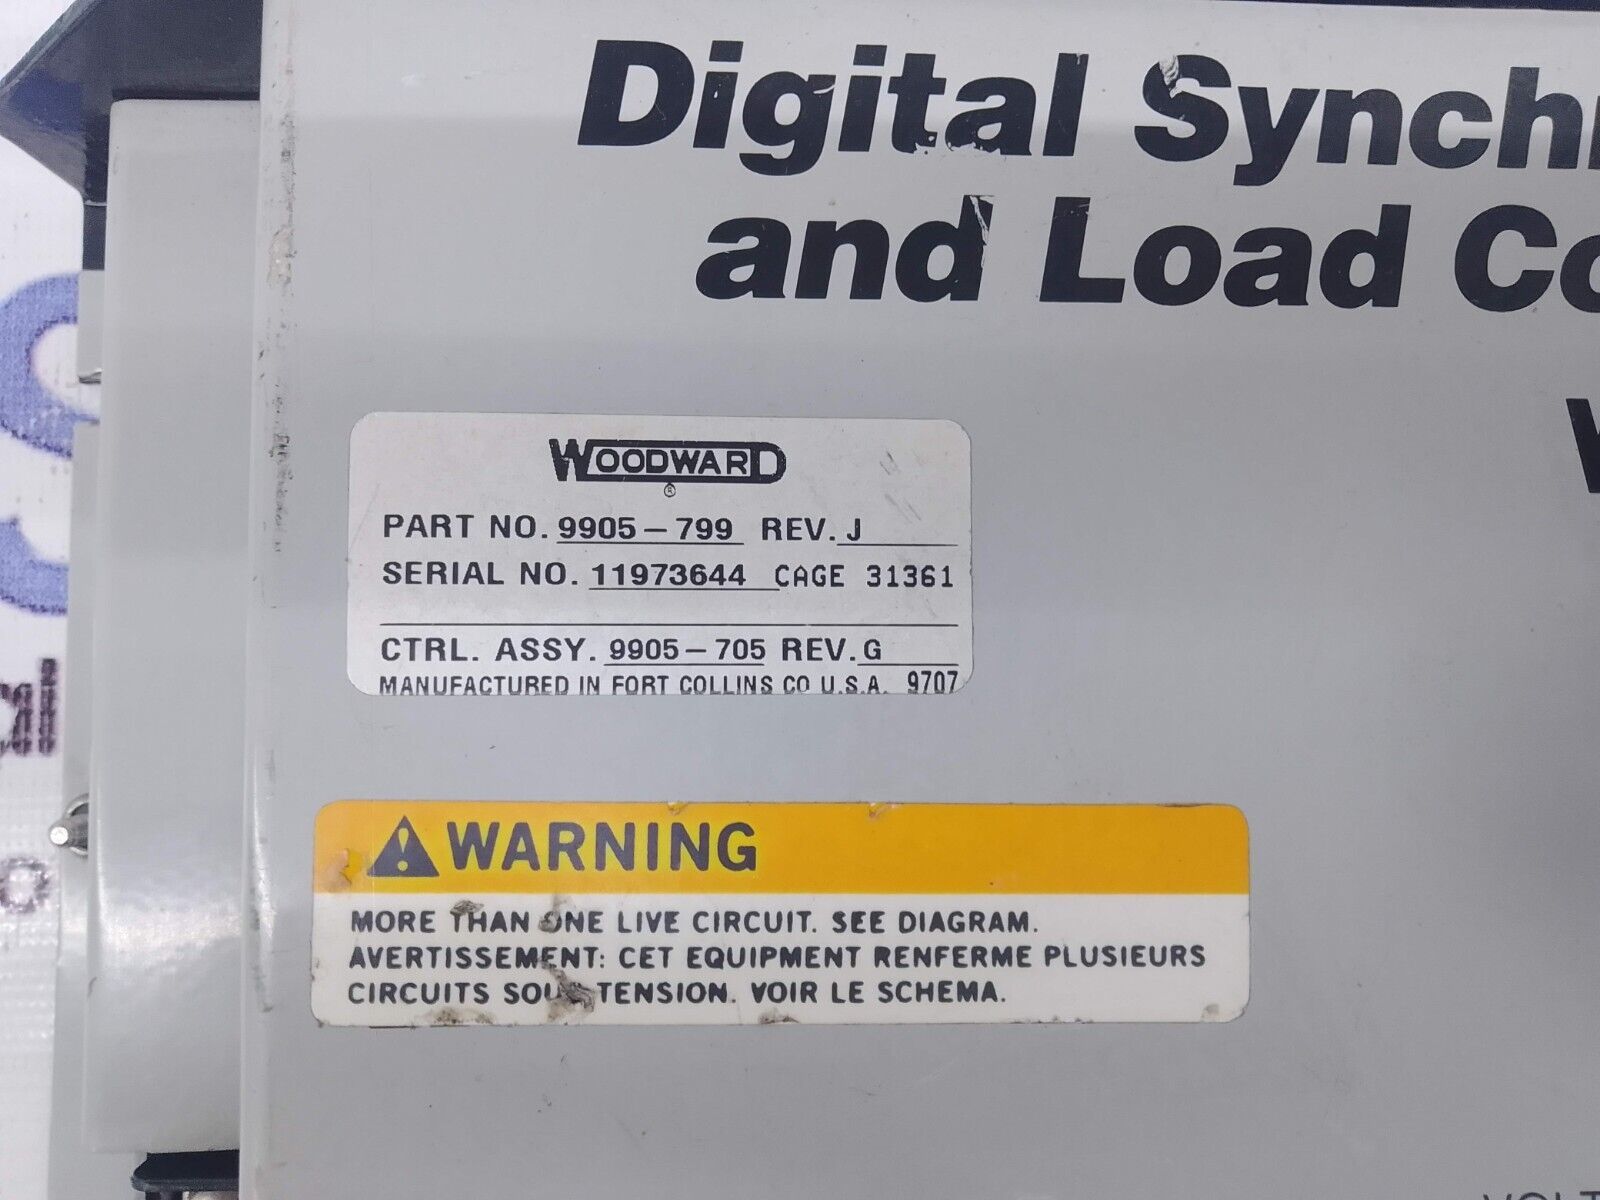 Digital Synch
and Load Co
WOODWARD
®
PART NO. 9905-799 REV. J
SERIAL NO. 11973644 CAGE 31361
CTRL. ASSY. 9905-705 REV. G
MANUFACTURED IN FORT COLLINS CO U.S.A. 9707
WARNING
MORE THAN ONE LIVE CIRCUIT. SEE DIAGRAM.
AVERTISSEMENT: CET EQUIPMENT RENFERME PLUSIEURS
CIRCUITS SOUS TENSION. VOIR LE SCHEMA.